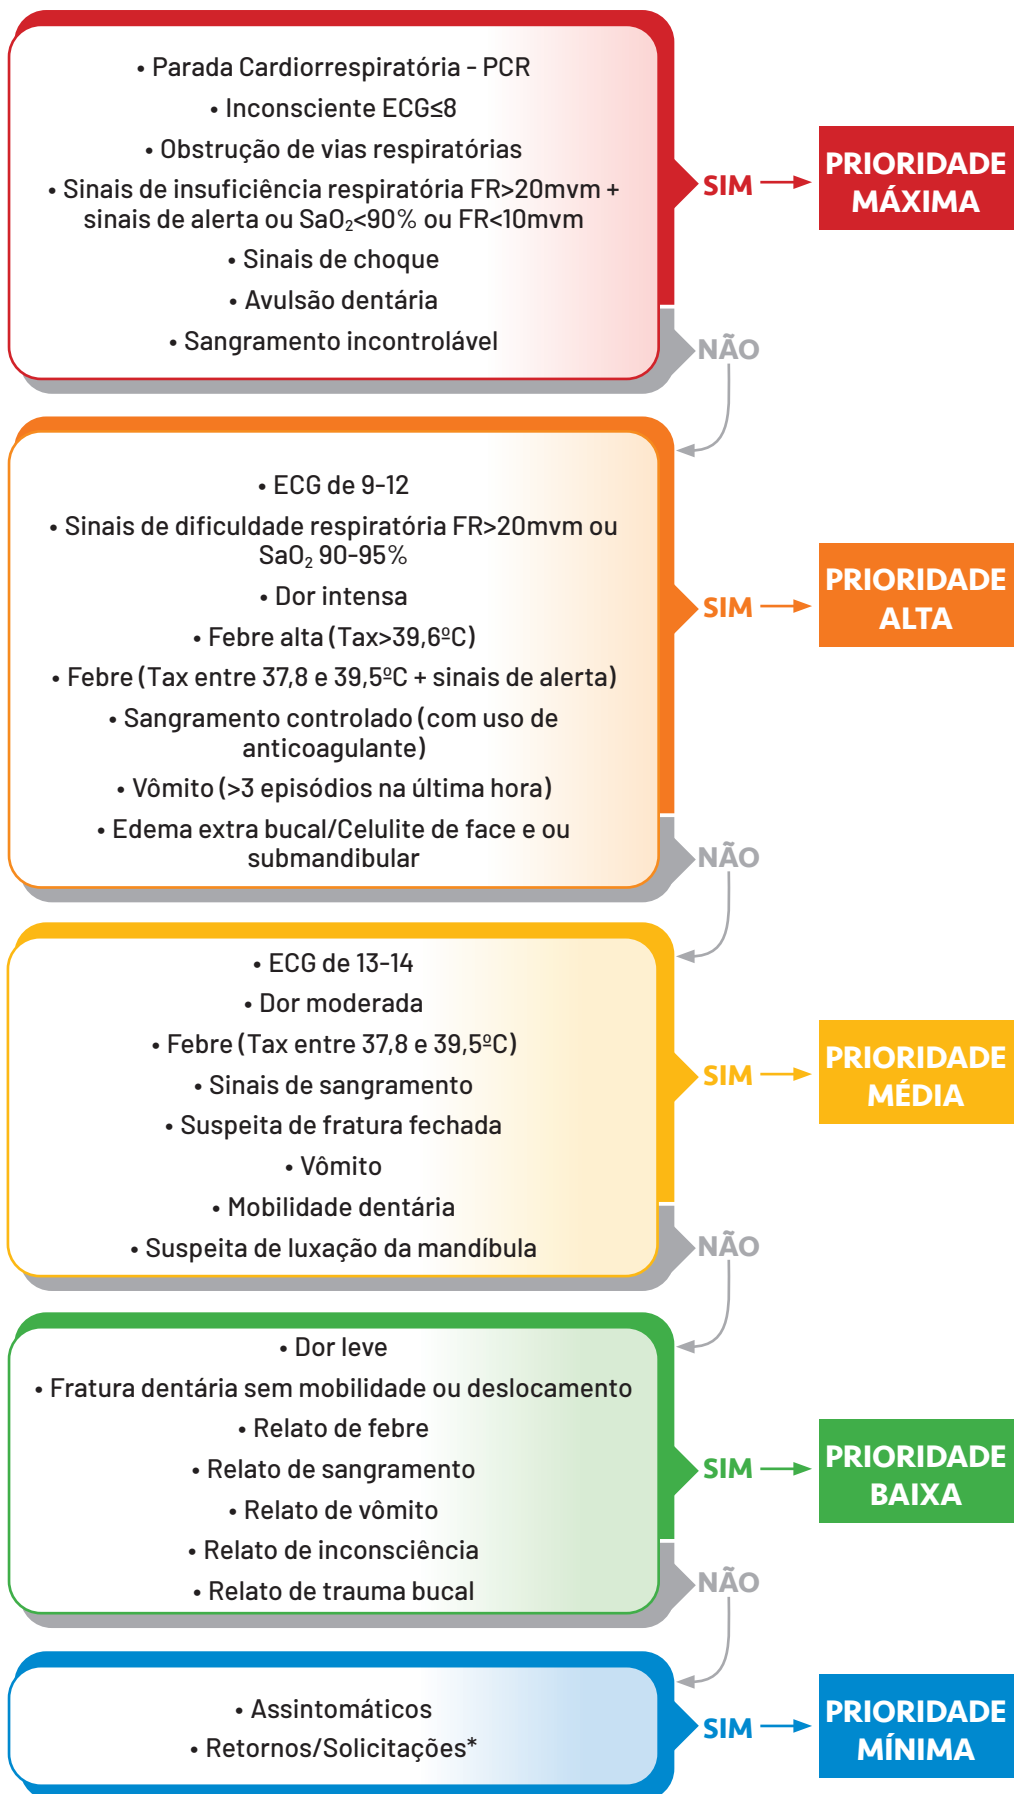 • Parada Cardiorrespiratória - PCR
• Inconsciente ECG≤8
• Obstrução de vias respiratórias
• Sinais de insuficiência respiratória FR>20mvm +
sinais de alerta ou SaO₂<90% ou FR<10mvm
• Sinais de choque
• Avulsão dentária
• Sangramento incontrolável
SIM
PRIORIDADE
MÁXIMA
NÃO
• ECG de 9-12
• Sinais de dificuldade respiratória FR>20mvm ou
SaO₂ 90-95%
• Dor intensa
• Febre alta (Tax>39,6ºC)
• Febre (Tax entre 37,8 e 39,5ºC + sinais de alerta)
• Sangramento controlado (com uso de
anticoagulante)
• Vômito (>3 episódios na última hora)
• Edema extra bucal/Celulite de face e ou
submandibular
SIM
PRIORIDADE
ALTA
NÃO
• ECG de 13-14
• Dor moderada
• Febre (Tax entre 37,8 e 39,5ºC)
• Sinais de sangramento
• Suspeita de fratura fechada
• Vômito
• Mobilidade dentária
• Suspeita de luxação da mandíbula
SIM
PRIORIDADE
MÉDIA
NÃO
• Dor leve
• Fratura dentária sem mobilidade ou deslocamento
• Relato de febre
• Relato de sangramento
• Relato de vômito
• Relato de inconsciência
• Relato de trauma bucal
SIM
PRIORIDADE
BAIXA
NÃO
• Assintomáticos
• Retornos/Solicitações*
SIM
PRIORIDADE
MÍNIMA